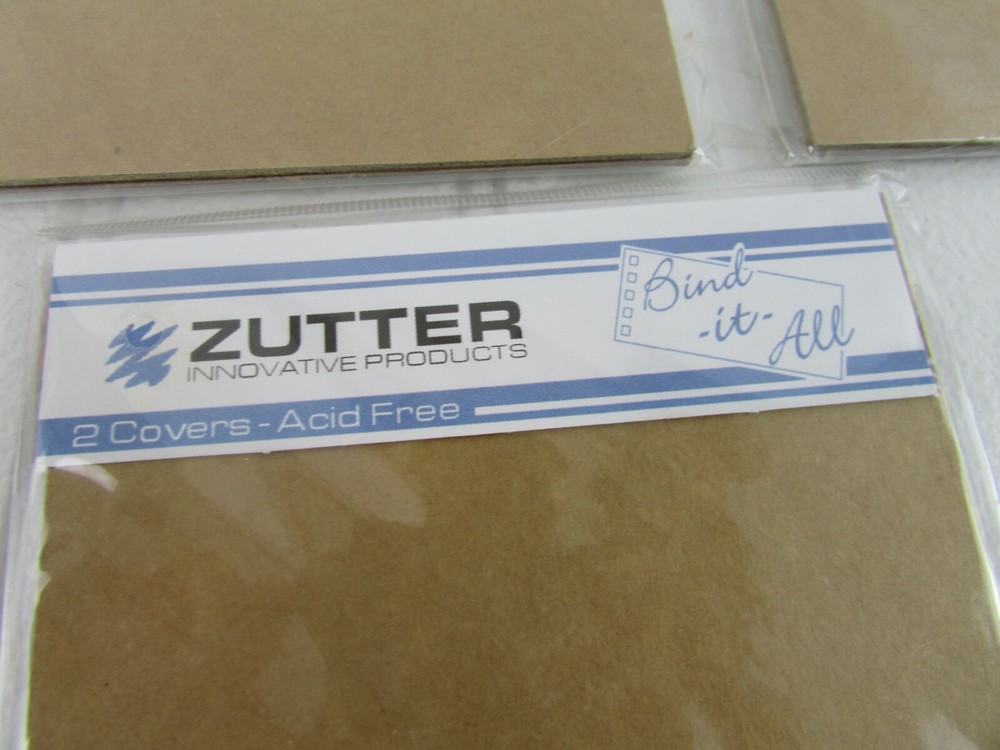 ZUTTER
INNOVATIVE PRODUCTS
Bind
-it-
All
2 Covers - Acid Free